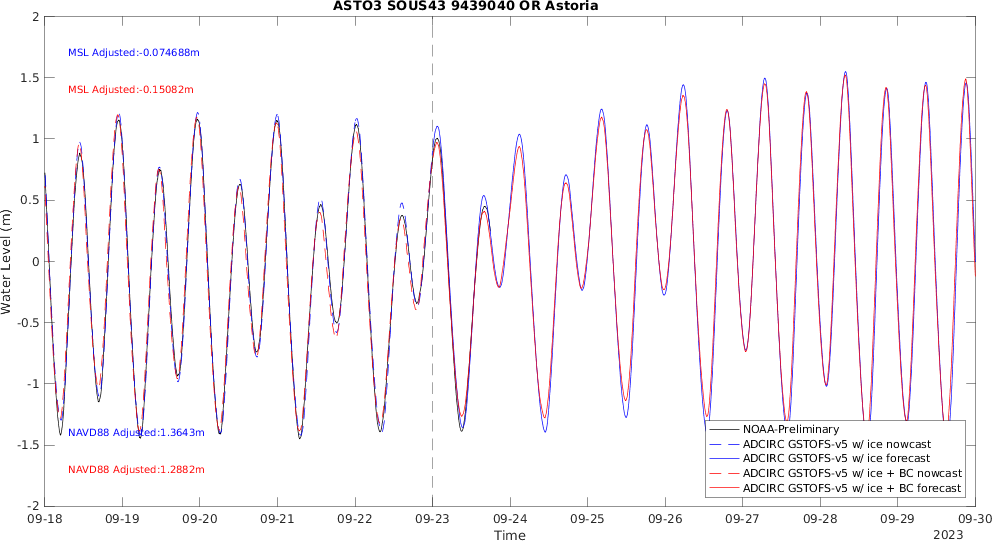 ASTO3 SOUS43 9439040 OR Astoria
2
1.5
1
0.5
0
-0.5
-1
-1.5
-2
Water Level (m)
MSL Adjusted:-0.074688m
MSL Adjusted:-0.15082m
NAVD88 Adjusted:1.3643m
NAVD88 Adjusted:1.2882m
NOAA-Preliminary
ADCIRC GSTOFS-v5 w/ ice nowcast
ADCIRC GSTOFS-v5 w/ ice forecast
ADCIRC GSTOFS-v5 w/ ice + BC nowcast
ADCIRC GSTOFS-v5 w/ ice + BC forecast
09-18 09-19 09-20 09-21 09-22 09-23 09-24 09-25 09-26 09-27 09-28 09-29 09-30
Time
2023